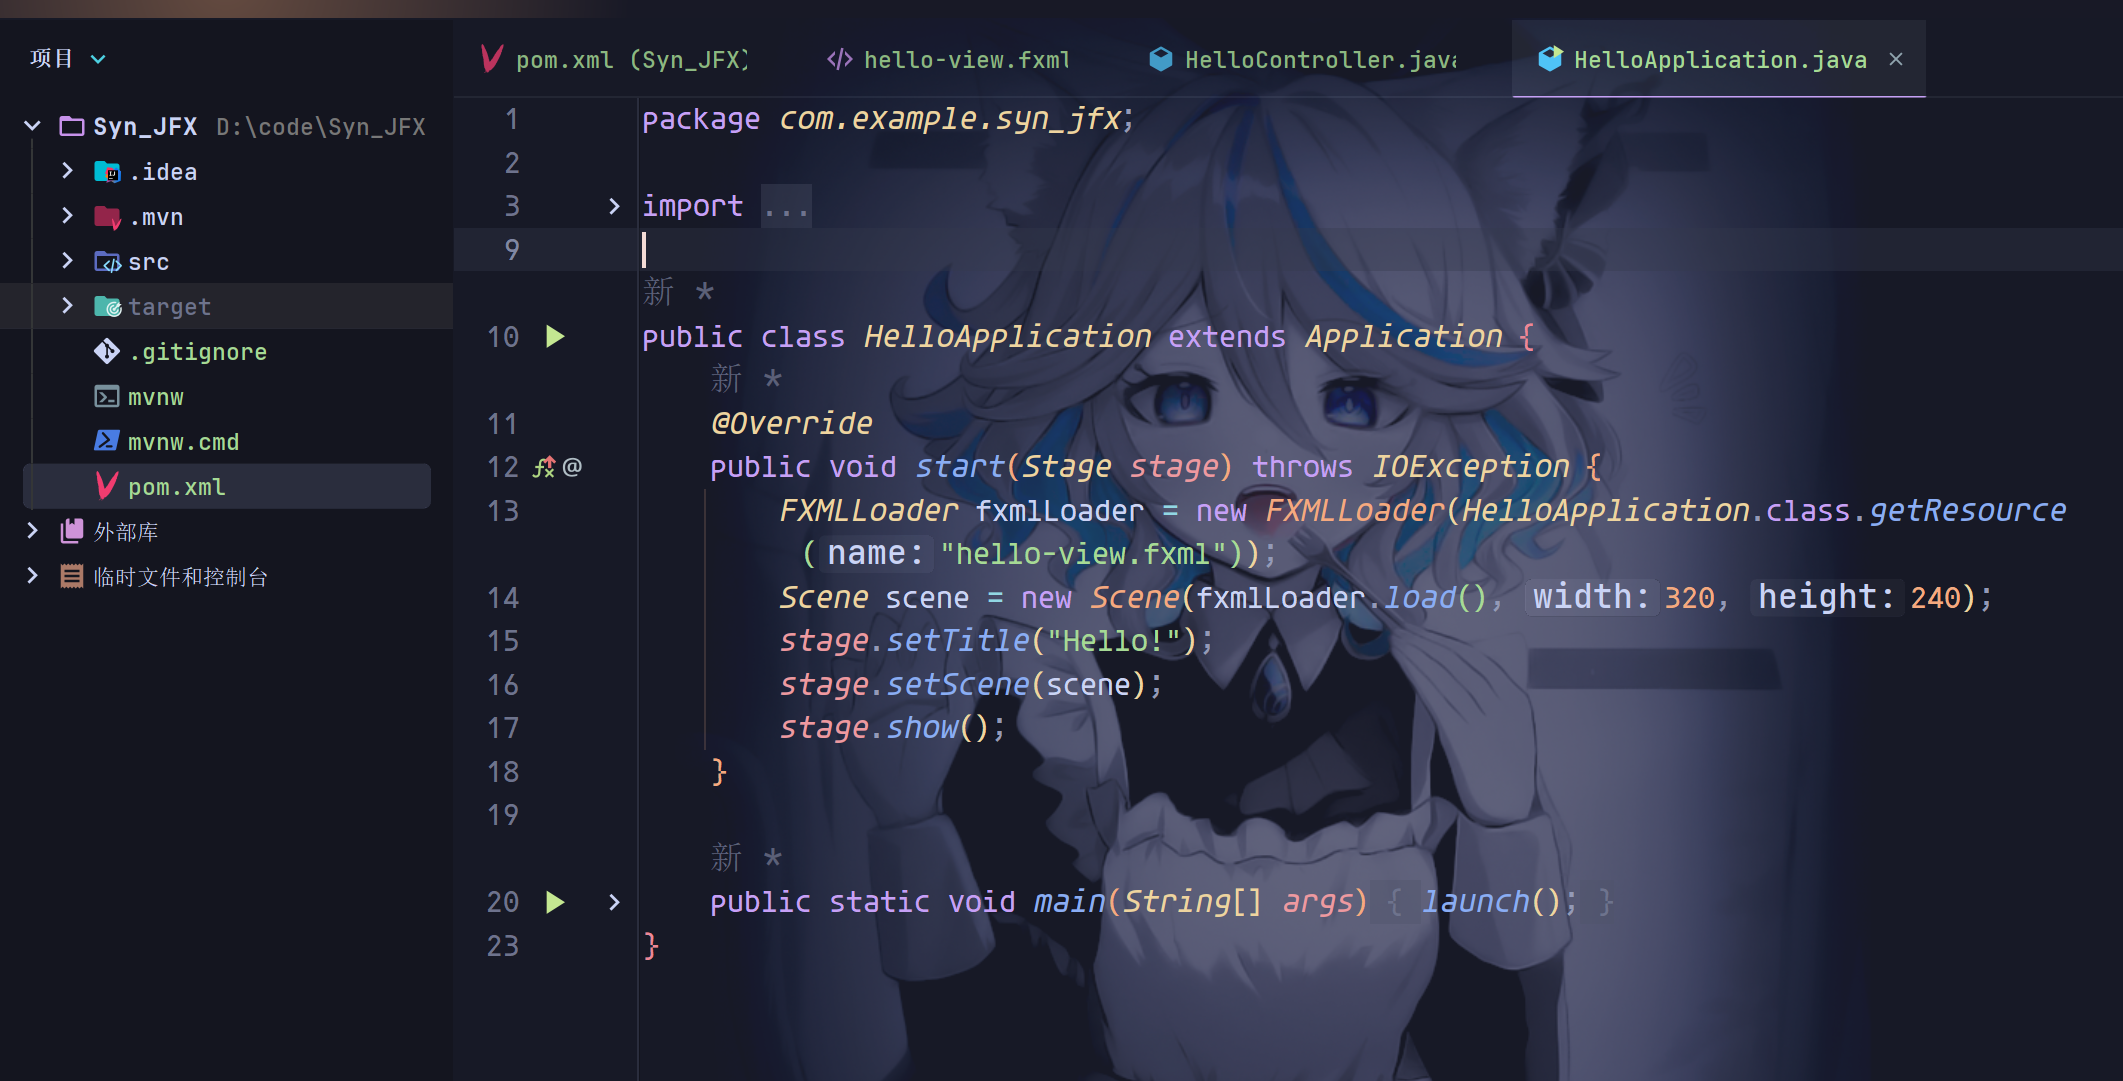 项目
Syn_JFX D:\code\Syn_JFX
.idea
.mvn
src
target
.gitignore
mvnw
mvnw.cmd
pom.xml
外部库
临时文件和控制台
pom.xml (Syn_JFX)
hello-view.fxml
HelloController.java
HelloApplication.java
1 package com.example.syn_jfx;
2
3 import ...
9
新 *
10 public class HelloApplication extends Application {
新 *
11 @Override
12 public void start(Stage stage) throws IOException {
13 FXMLLoader fxmlLoader = new FXMLLoader(HelloApplication.class.getResource
( name: "hello-view.fxml"));
14 Scene scene = new Scene(fxmlLoader.load(), width: 320, height: 240);
15 stage.setTitle("Hello!");
16 stage.setScene(scene);
17 stage.show();
18 }
19
新 *
20 public static void main(String[] args) { launch(); }
23 }